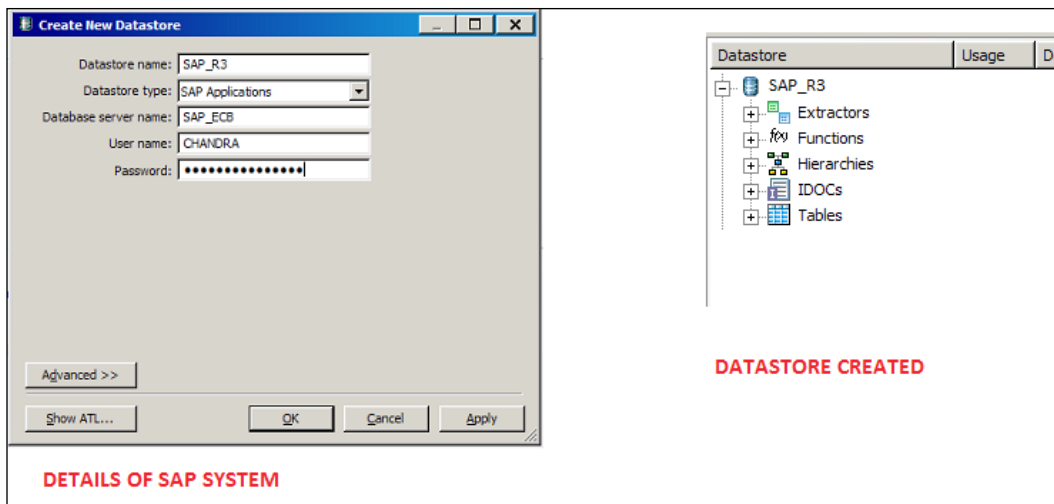 Create New Datastore
Datastore name: SAP_R3
Datastore type: SAP Applications
Database server name: SAP_ECB
User name: CHANDRA
Password: •••••••••••••••
Advanced >>
Show ATL...
OK
Cancel
Apply
DETAILS OF SAP SYSTEM
Datastore
Usage
D
SAP_R3
Extractors
f(x) Functions
Hierarchies
IDOCs
Tables
DATASTORE CREATED